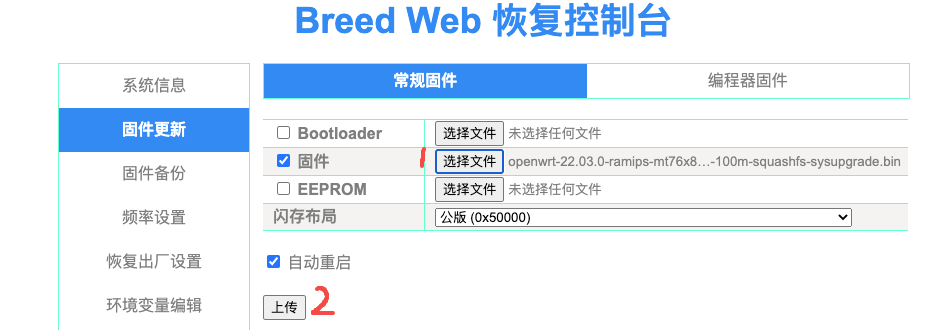 Breed Web 恢复控制台
系统信息
固件更新
固件备份
频率设置
恢复出厂设置
环境变量编辑
常规固件 编程器固件
Bootloader 选择文件 未选择任何文件
固件 1 选择文件 openwrt-22.03.0-ramips-mt76x8…-100m-squashfs-sysupgrade.bin
EEPROM 选择文件 未选择任何文件
闪存布局 公版 (0x50000)
自动重启
上传 2